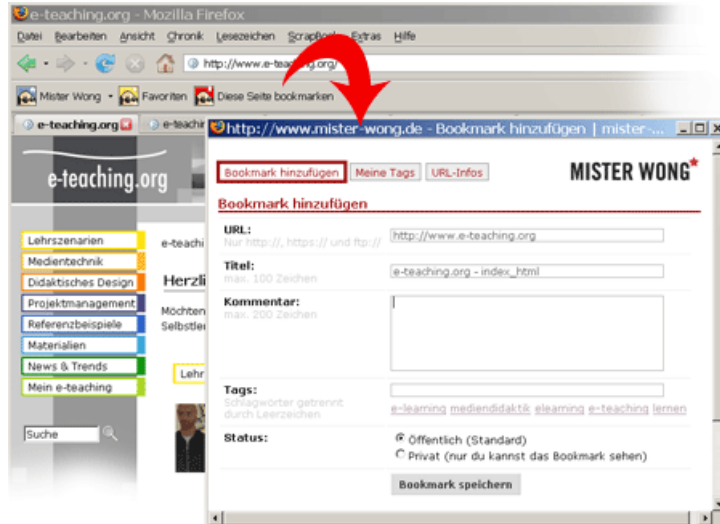 e-teaching.org - Mozilla Firefox
Datei Bearbeiten Ansicht Chronik Lesezeichen ScrapBook Extras Hilfe
http://www.e-teaching.org/
Mister Wong Favoriten Diese Seite bookmarken
e-teaching.org e-teachi
http://www.mister-wong.de - Bookmark hinzufügen | mister-...
e-teaching.org
Bookmark hinzufügen Meine Tags URL-Infos MISTER WONG*
Bookmark hinzufügen
Lehrszenarien
Medientechnik
Didaktisches Design
Projektmanagement
Referenzbeispiele
Materialien
News & Trends
Mein e-teaching
Suche
e-teachi
Herzli
Möchten
Selbstler
Lehr
URL:
Nur http://, https:// und ftp://
http://www.e-teaching.org
Titel:
max. 100 Zeichen
e-teaching.org - index_html
Kommentar:
max. 200 Zeichen
Tags:
Schlagwörter getrennt
durch Leerzeichen
e-learning mediendidaktik elearning e-teaching lernen
Status:
Öffentlich (Standard)
Privat (nur du kannst das Bookmark sehen)
Bookmark speichern